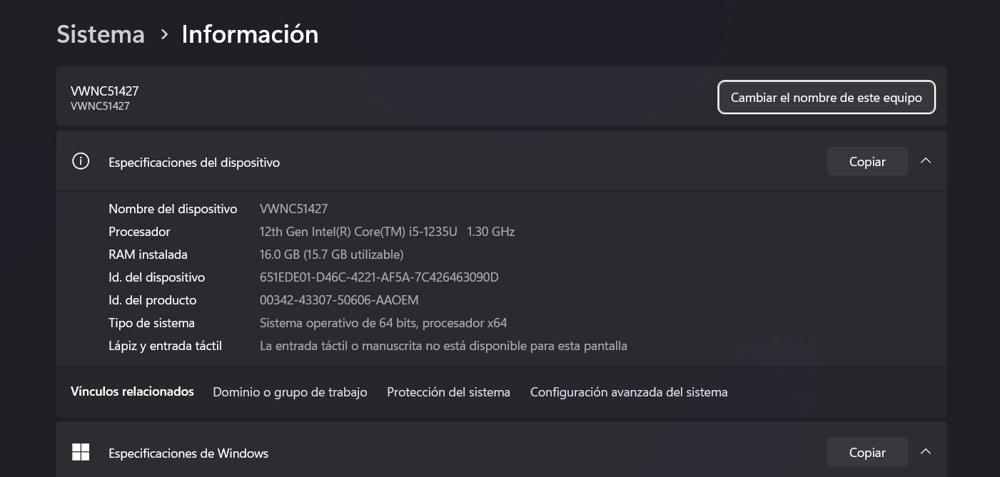 Sistema > Información
VWNC51427
VWNC51427
Cambiar el nombre de este equipo
Especificaciones del dispositivo
Copiar
Nombre del dispositivo VWNC51427
Procesador 12th Gen Intel(R) Core(TM) i5-1235U 1.30 GHz
RAM instalada 16.0 GB (15.7 GB utilizable)
Id. del dispositivo 651EDE01-D46C-4221-AF5A-7C426463090D
Id. del producto 00342-43307-50606-AAOEM
Tipo de sistema Sistema operativo de 64 bits, procesador x64
Lápiz y entrada táctil La entrada táctil o manuscrita no está disponible para esta pantalla
Vínculos relacionados Dominio o grupo de trabajo Protección del sistema Configuración avanzada del sistema
Especificaciones de Windows
Copiar